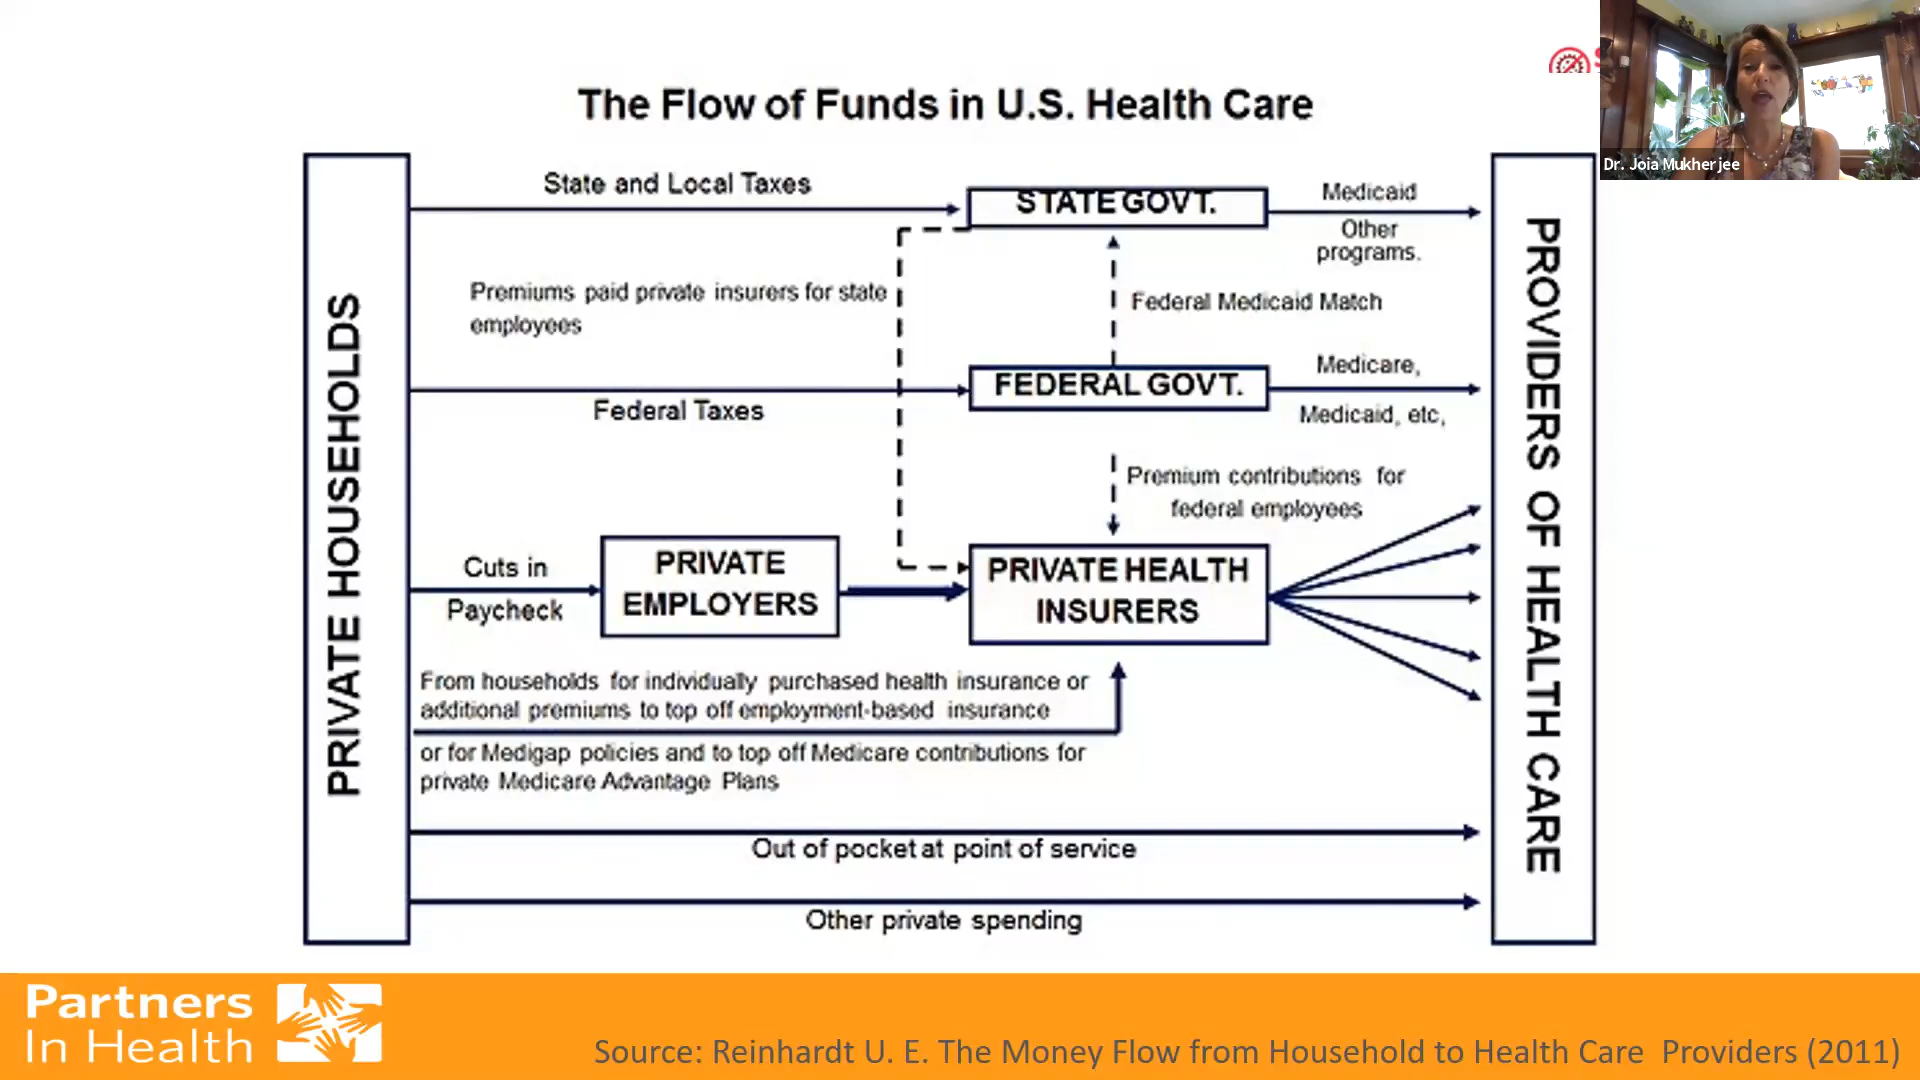 Dr. Joia Mukherjee
The Flow of Funds in U.S. Health Care
PRIVATE HOUSEHOLDS
State and Local Taxes
STATE GOVT.
Medicaid
Other
programs.
Premiums paid private insurers for state
employees
Federal Medicaid Match
Federal Taxes
FEDERAL GOVT.
Medicare,
Medicaid, etc,
Premium contributions for
federal employees
Cuts in
Paycheck
PRIVATE
EMPLOYERS
PRIVATE HEALTH
INSURERS
From households for individually purchased health insurance or
additional premiums to top off employment-based insurance
or for Medigap policies and to top off Medicare contributions for
private Medicare Advantage Plans
Out of pocket at point of service
Other private spending
PROVIDERS OF HEALTH CARE
Partners
In Health
Source: Reinhardt U. E. The Money Flow from Household to Health Care Providers (2011)